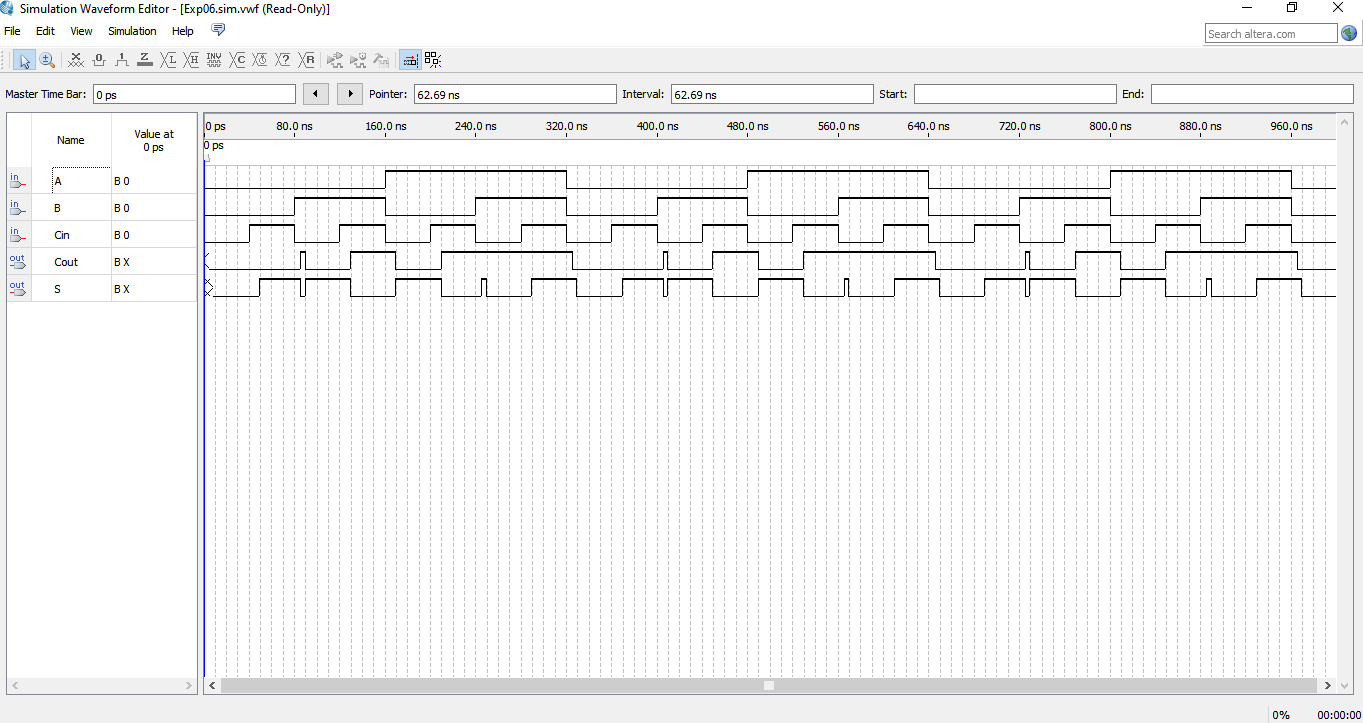 Simulation Waveform Editor - [Exp06.sim.vwf (Read-Only)]
File Edit View Simulation Help
Search altera.com
Master Time Bar: 0 ps Pointer: 62.69 ns Interval: 62.69 ns Start: End:
Name Value at 0 ps
0 ps 80.0 ns 160.0 ns 240.0 ns 320.0 ns 400.0 ns 480.0 ns 560.0 ns 640.0 ns 720.0 ns 800.0 ns 880.0 ns 960.0 ns
0 ps
in A B 0
in B B 0
in Cin B 0
out Cout B X
out S B X
0% 00:00:00